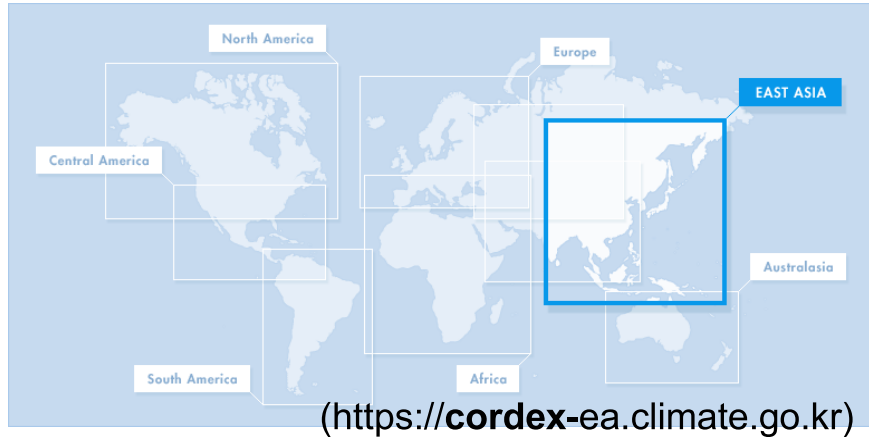 North America
Europe
EAST ASIA
Central America
Australasia
South America
Africa
(https://cordex-ea.climate.go.kr)